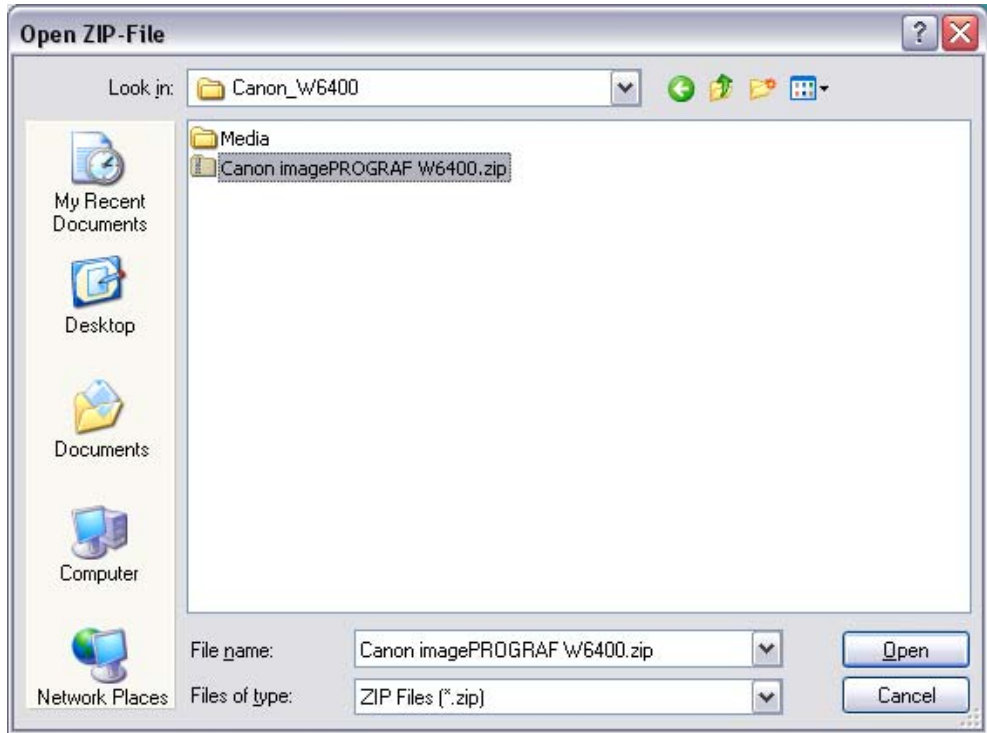 Open ZIP-File
Look in: Canon_W6400
Media
Canon imagePROGRAF W6400.zip
My Recent
Documents
Desktop
Documents
Computer
Network Places
File name: Canon imagePROGRAF W6400.zip Open
Files of type: ZIP Files (*.zip) Cancel